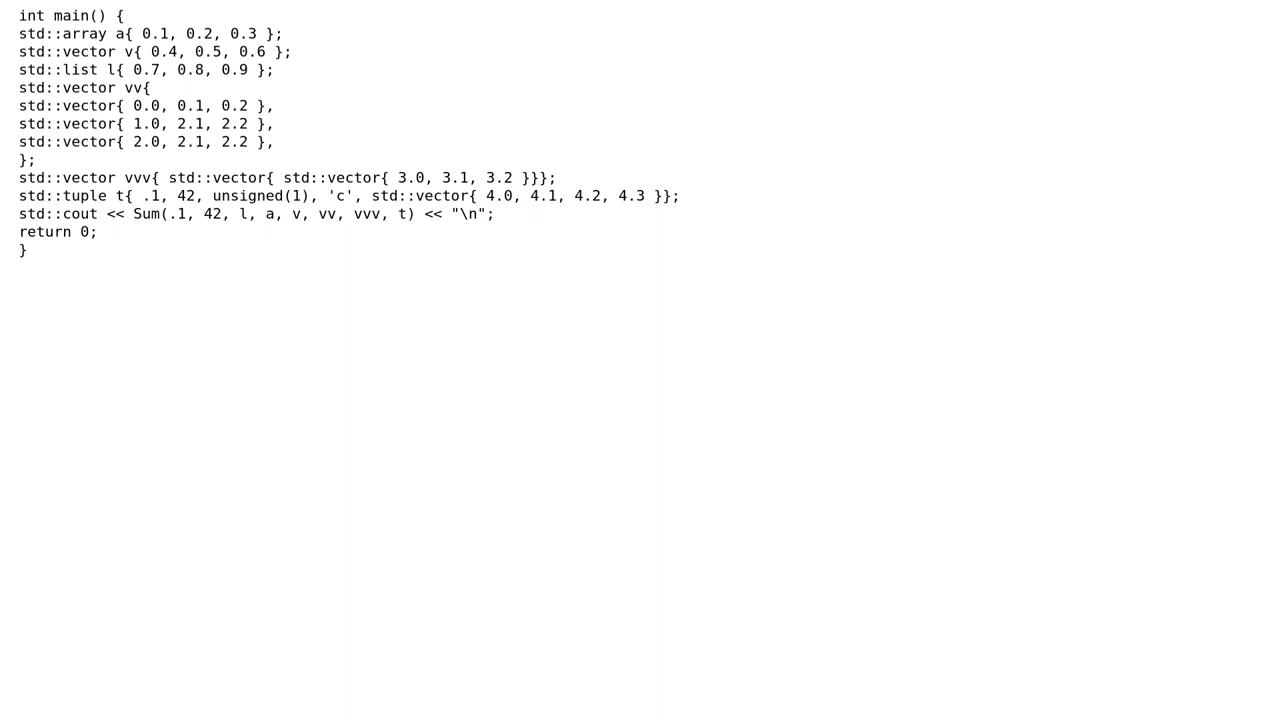 int main() {
std::array a{ 0.1, 0.2, 0.3 };
std::vector v{ 0.4, 0.5, 0.6 };
std::list l{ 0.7, 0.8, 0.9 };
std::vector vv{
std::vector{ 0.0, 0.1, 0.2 },
std::vector{ 1.0, 2.1, 2.2 },
std::vector{ 2.0, 2.1, 2.2 },
};
std::vector vvv{ std::vector{ std::vector{ 3.0, 3.1, 3.2 }}};
std::tuple t{ .1, 42, unsigned(1), 'c', std::vector{ 4.0, 4.1, 4.2, 4.3 }};
std::cout << Sum(.1, 42, l, a, v, vv, vvv, t) << "\n";
return 0;
}